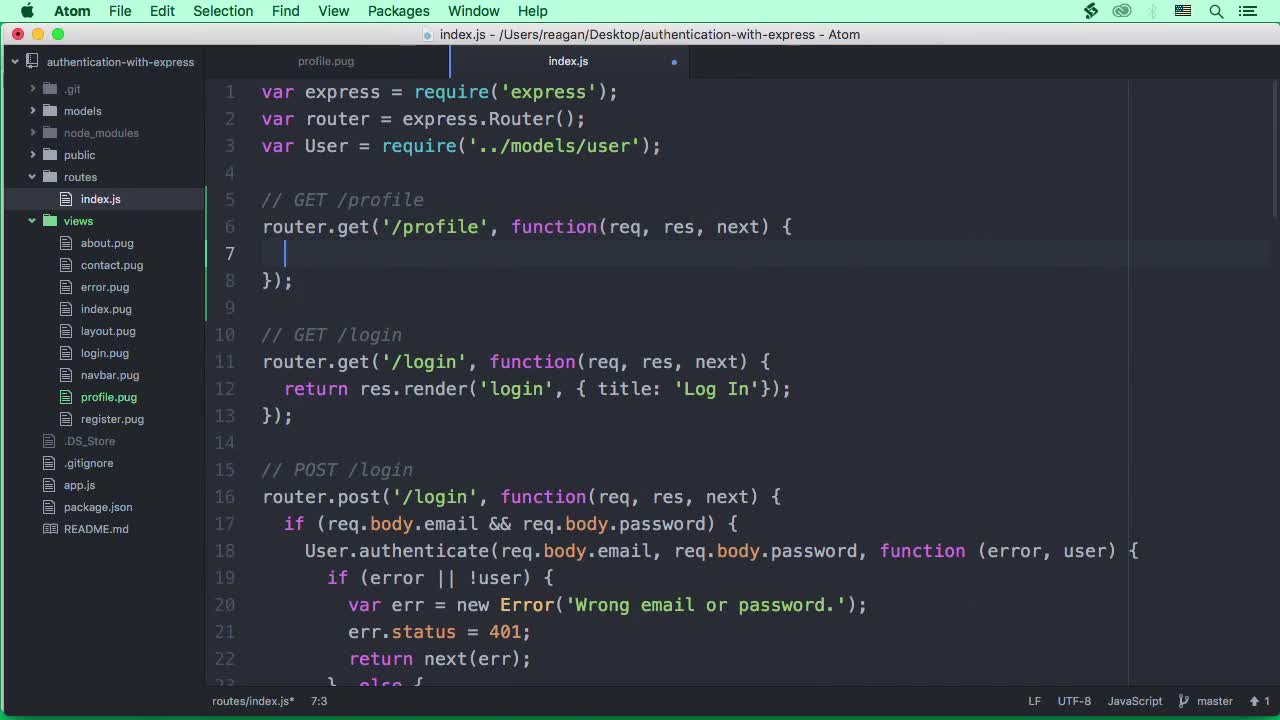 Atom File Edit Selection Find View Packages Window Help
index.js - /Users/reagan/Desktop/authentication-with-express - Atom
authentication-with-express
.git
models
node_modules
public
routes
index.js
views
about.pug
contact.pug
error.pug
index.pug
layout.pug
login.pug
navbar.pug
profile.pug
register.pug
.DS_Store
.gitignore
app.js
package.json
README.md
profile.pug index.js
1 var express = require('express');
2 var router = express.Router();
3 var User = require('../models/user');
4
5 // GET /profile
6 router.get('/profile', function(req, res, next) {
7
8 });
9
10 // GET /login
11 router.get('/login', function(req, res, next) {
12 return res.render('login', { title: 'Log In'});
13 });
14
15 // POST /login
16 router.post('/login', function(req, res, next) {
17 if (req.body.email && req.body.password) {
18 User.authenticate(req.body.email, req.body.password, function (error, user) {
19 if (error || !user) {
20 var err = new Error('Wrong email or password.');
21 err.status = 401;
22 return next(err);
23 } else {
routes/index.js* 7:3 LF UTF-8 JavaScript master 1